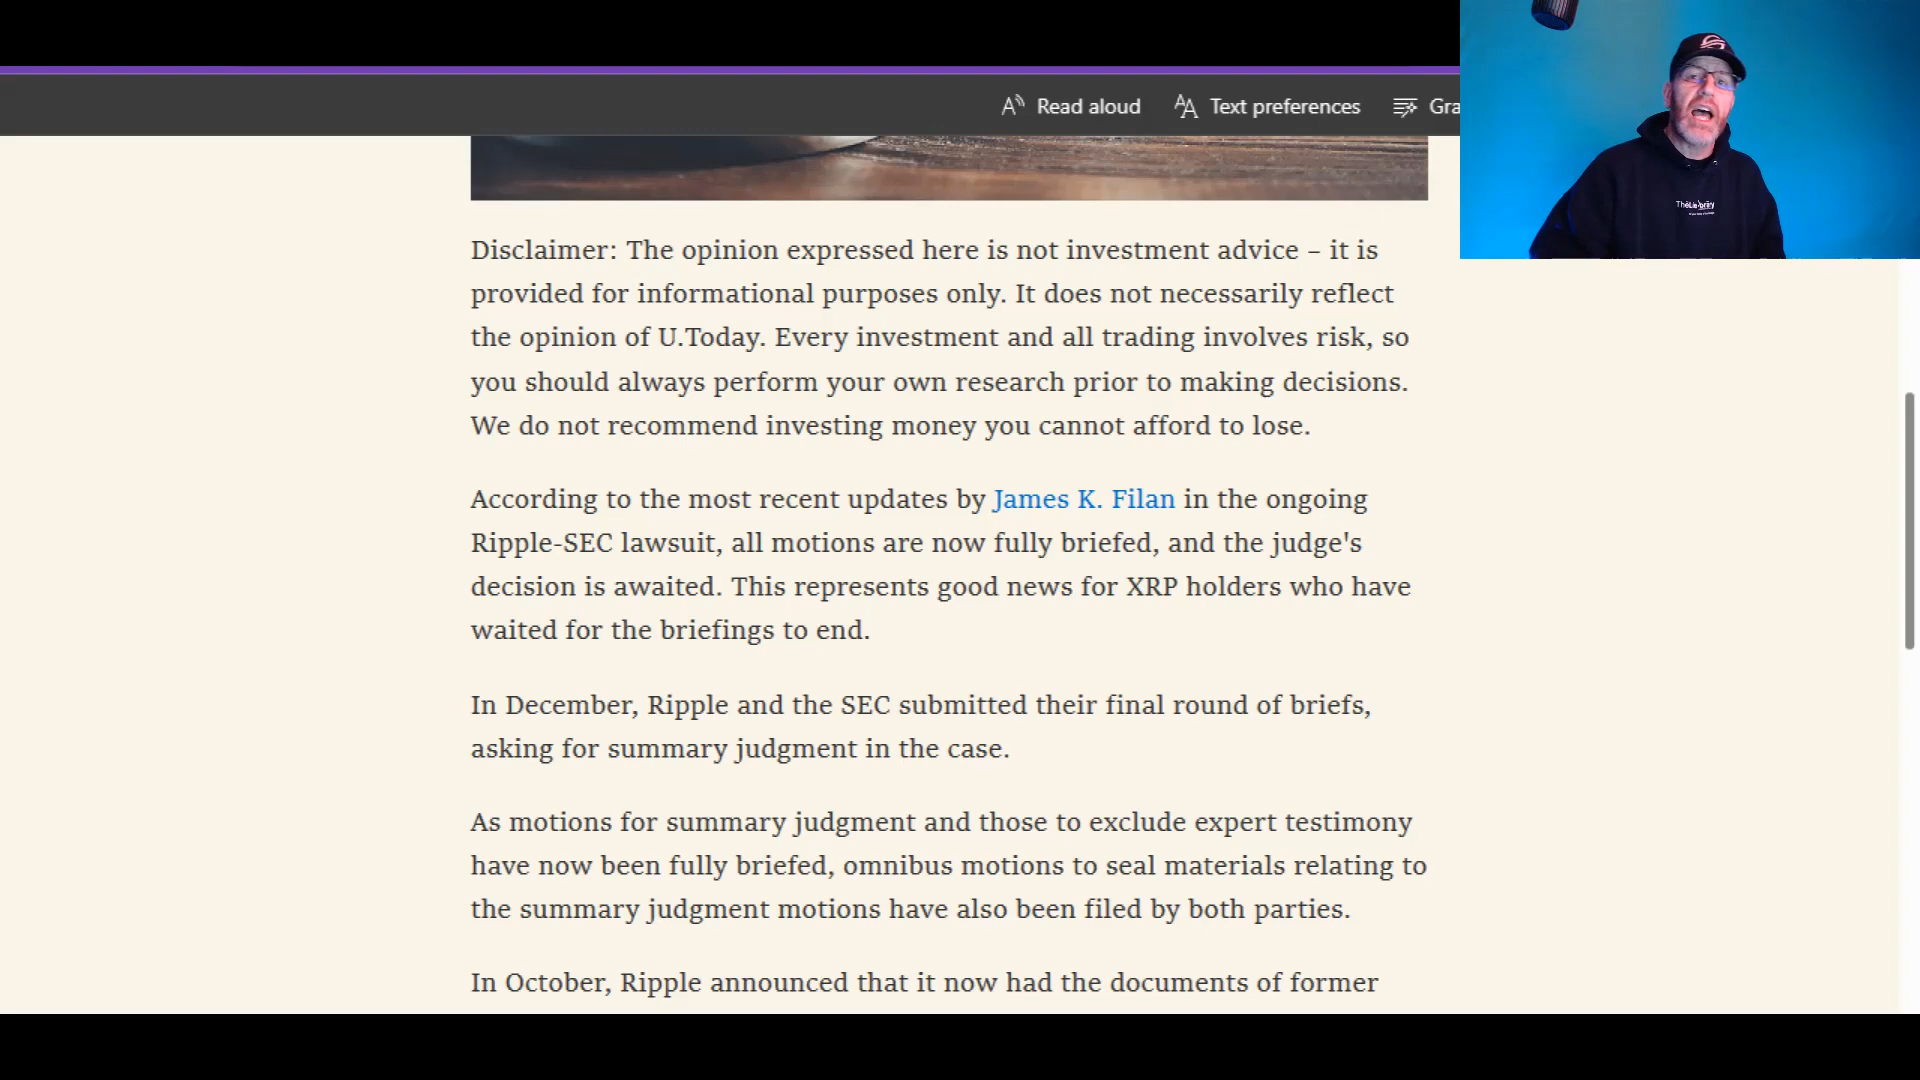 Read aloud
Text preferences
Gra
Disclaimer: The opinion expressed here is not investment advice – it is
provided for informational purposes only. It does not necessarily reflect
the opinion of U.Today. Every investment and all trading involves risk, so
you should always perform your own research prior to making decisions.
We do not recommend investing money you cannot afford to lose.
According to the most recent updates by James K. Filan in the ongoing
Ripple-SEC lawsuit, all motions are now fully briefed, and the judge's
decision is awaited. This represents good news for XRP holders who have
waited for the briefings to end.
In December, Ripple and the SEC submitted their final round of briefs,
asking for summary judgment in the case.
As motions for summary judgment and those to exclude expert testimony
have now been fully briefed, omnibus motions to seal materials relating to
the summary judgment motions have also been filed by both parties.
In October, Ripple announced that it now had the documents of former